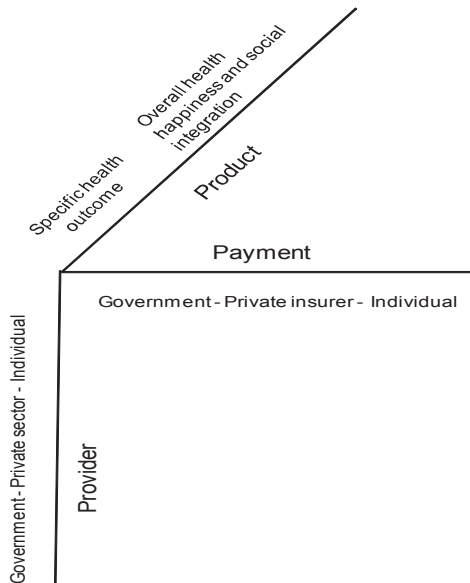 Overall health
happiness and social
integration
Specific health
outcome
Product
Payment
Government - Private insurer - Individual
Government - Private sector - Individual
Provider